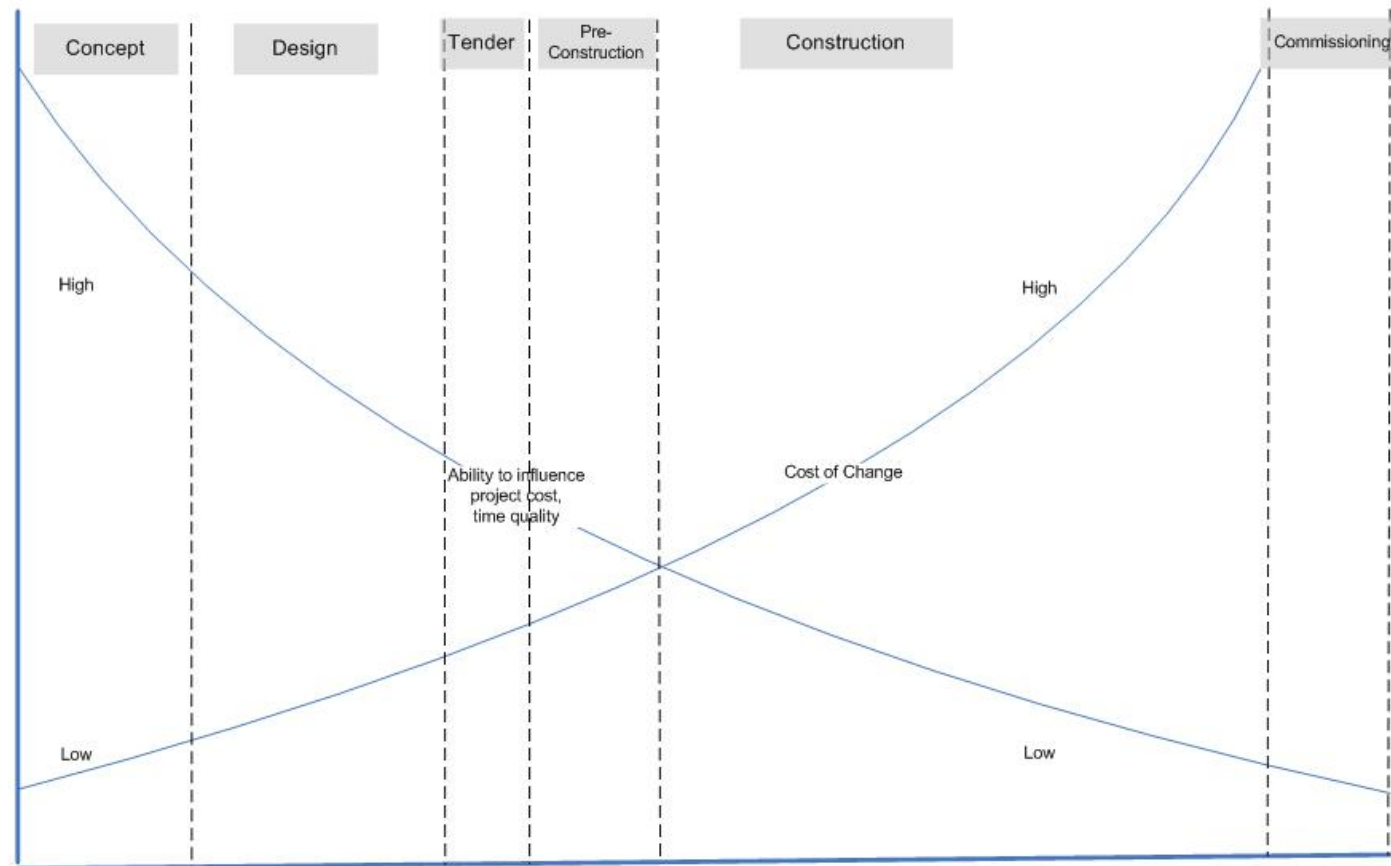 Concept
Design
Tender
Pre-
Construction
Construction
Commissioning
High
High
Ability to influence
project cost,
time quality
Cost of Change
Low
Low